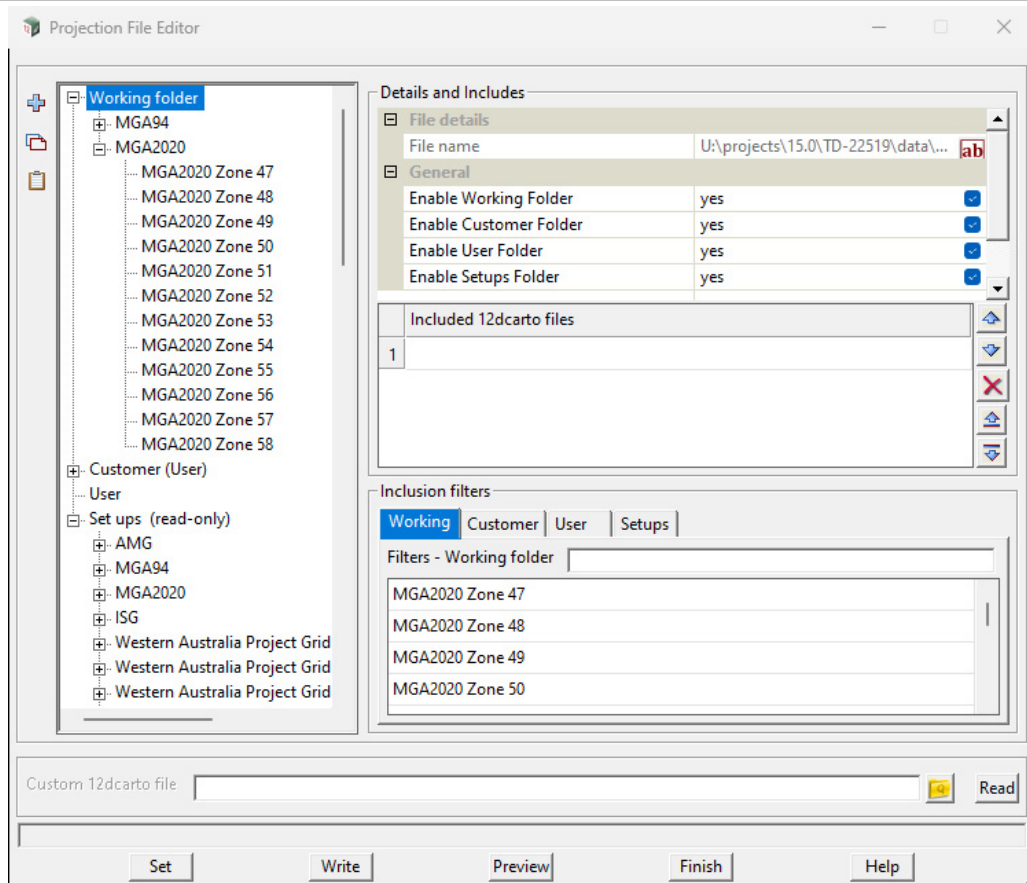 Projection File Editor
Working folder
MGA94
MGA2020
MGA2020 Zone 47
MGA2020 Zone 48
MGA2020 Zone 49
MGA2020 Zone 50
MGA2020 Zone 51
MGA2020 Zone 52
MGA2020 Zone 53
MGA2020 Zone 54
MGA2020 Zone 55
MGA2020 Zone 56
MGA2020 Zone 57
MGA2020 Zone 58
Customer (User)
User
Set ups (read-only)
AMG
MGA94
MGA2020
ISG
Western Australia Project Grid
Western Australia Project Grid
Western Australia Project Grid
Details and Includes
File details
File name U:\projects\15.0\TD-22519\data\... ab
General
Enable Working Folder yes
Enable Customer Folder yes
Enable User Folder yes
Enable Setups Folder yes
Included 12dcarto files
1
Inclusion filters
Working Customer User Setups
Filters - Working folder
MGA2020 Zone 47
MGA2020 Zone 48
MGA2020 Zone 49
MGA2020 Zone 50
Custom 12dcarto file Read
Set Write Preview Finish Help